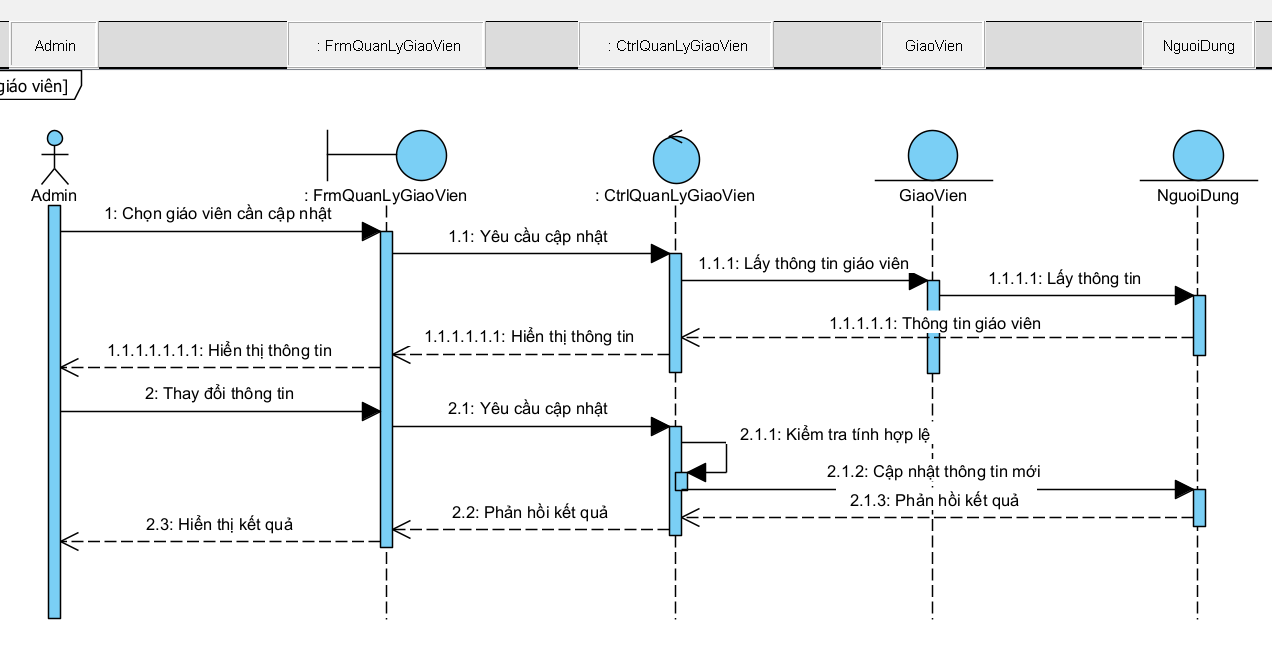 Admin
: FrmQuanLyGiaoVien
: CtrlQuanLyGiaoVien
GiaoVien
NguoiDung
giáo viên]
Admin
: FrmQuanLyGiaoVien
: CtrlQuanLyGiaoVien
GiaoVien
NguoiDung
1: Chọn giáo viên cần cập nhật
1.1: Yêu cầu cập nhật
1.1.1: Lấy thông tin giáo viên
1.1.1.1: Lấy thông tin
1.1.1.1.1: Thông tin giáo viên
1.1.1.1.1.1: Hiển thị thông tin
1.1.1.1.1.1.1: Hiển thị thông tin
2: Thay đổi thông tin
2.1: Yêu cầu cập nhật
2.1.1: Kiểm tra tính hợp lệ
2.1.2: Cập nhật thông tin mới
2.1.3: Phản hồi kết quả
2.2: Phản hồi kết quả
2.3: Hiển thị kết quả